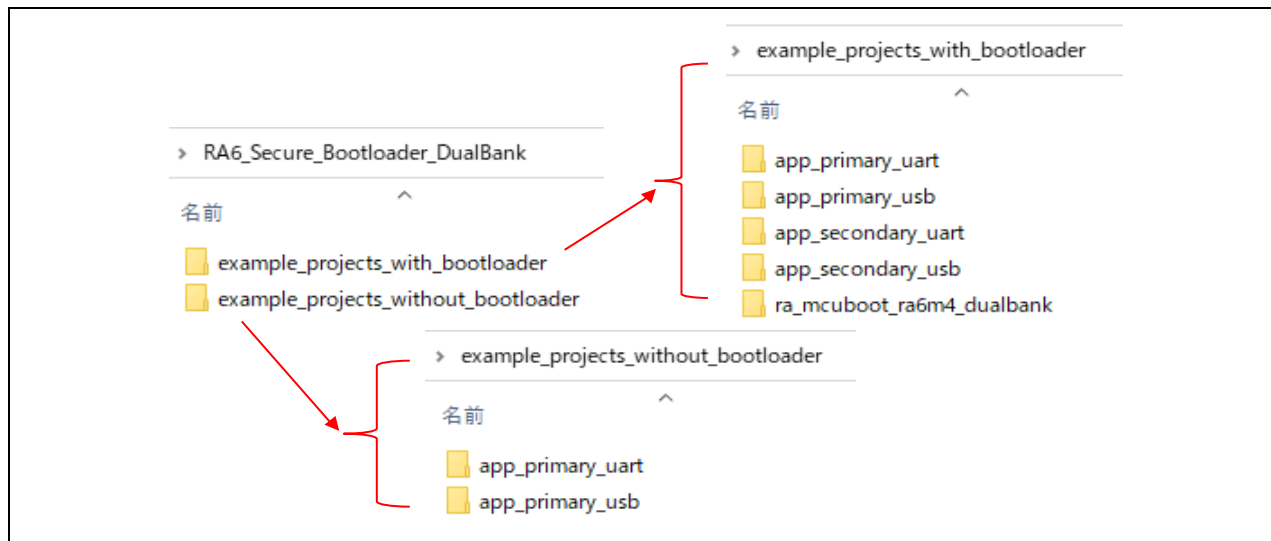 RA6_Secure_Bootloader_DualBank
名前
example_projects_with_bootloader
example_projects_without_bootloader
example_projects_with_bootloader
名前
app_primary_uart
app_primary_usb
app_secondary_uart
app_secondary_usb
ra_mcuboot_ra6m4_dualbank
example_projects_without_bootloader
名前
app_primary_uart
app_primary_usb